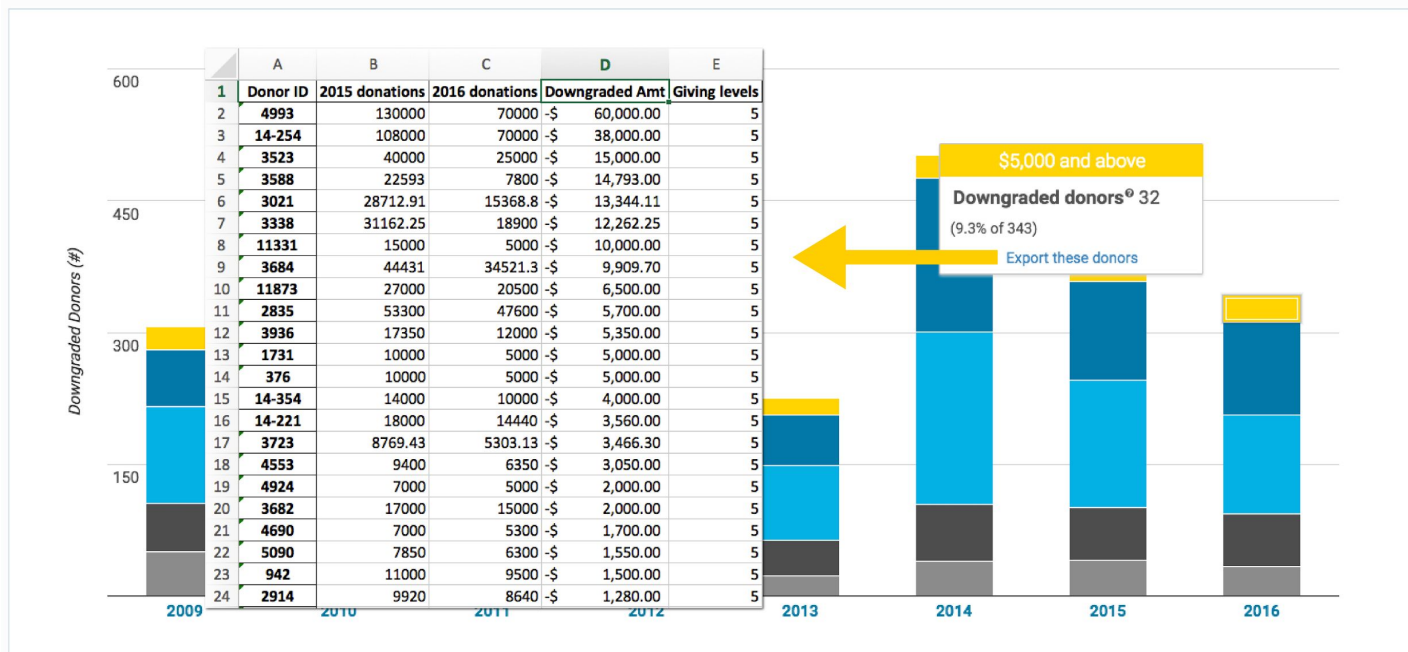 Downgraded Donors (#)
600
450
300
150
A B C D E
1 Donor ID 2015 donations 2016 donations Downgraded Amt Giving levels
2 4993 130000 70000 -$ 60,000.00 5
3 14-254 108000 70000 -$ 38,000.00 5
4 3523 40000 25000 -$ 15,000.00 5
5 3588 22593 7800 -$ 14,793.00 5
6 3021 28712.91 15368.8 -$ 13,344.11 5
7 3338 31162.25 18900 -$ 12,262.25 5
8 11331 15000 5000 -$ 10,000.00 5
9 3684 44431 34521.3 -$ 9,909.70 5
10 11873 27000 20500 -$ 6,500.00 5
11 2835 53300 47600 -$ 5,700.00 5
12 3936 17350 12000 -$ 5,350.00 5
13 1731 10000 5000 -$ 5,000.00 5
14 376 10000 5000 -$ 5,000.00 5
15 14-354 14000 10000 -$ 4,000.00 5
16 14-221 18000 14440 -$ 3,560.00 5
17 3723 8769.43 5303.13 -$ 3,466.30 5
18 4553 9400 6350 -$ 3,050.00 5
19 4924 7000 5000 -$ 2,000.00 5
20 3682 17000 15000 -$ 2,000.00 5
21 4690 7000 5300 -$ 1,700.00 5
22 5090 7850 6300 -$ 1,550.00 5
23 942 11000 9500 -$ 1,500.00 5
24 2914 9920 8640 -$ 1,280.00 5
$5,000 and above
Downgraded donors 32
(9.3% of 343)
Export these donors
2009 2010 2011 2012 2013 2014 2015 2016